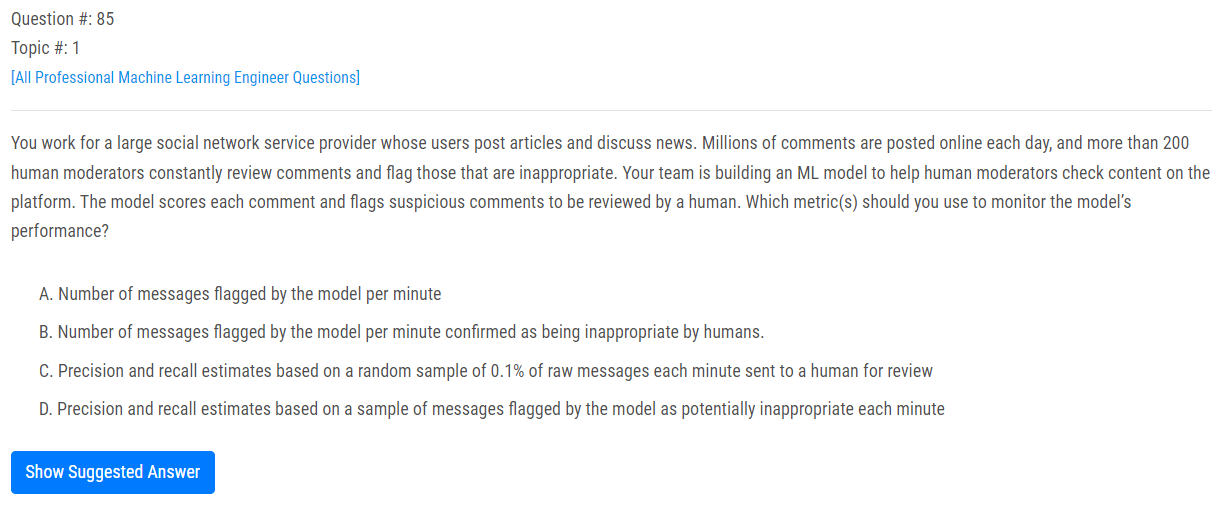 Question #: 85
Topic #: 1
[All Professional Machine Learning Engineer Questions]
You work for a large social network service provider whose users post articles and discuss news. Millions of comments are posted online each day, and more than 200
human moderators constantly review comments and flag those that are inappropriate. Your team is building an ML model to help human moderators check content on the
platform. The model scores each comment and flags suspicious comments to be reviewed by a human. Which metric(s) should you use to monitor the model's
performance?
A. Number of messages flagged by the model per minute
B. Number of messages flagged by the model per minute confirmed as being inappropriate by humans.
C. Precision and recall estimates based on a random sample of 0.1% of raw messages each minute sent to a human for review
D. Precision and recall estimates based on a sample of messages flagged by the model as potentially inappropriate each minute
Show Suggested Answer